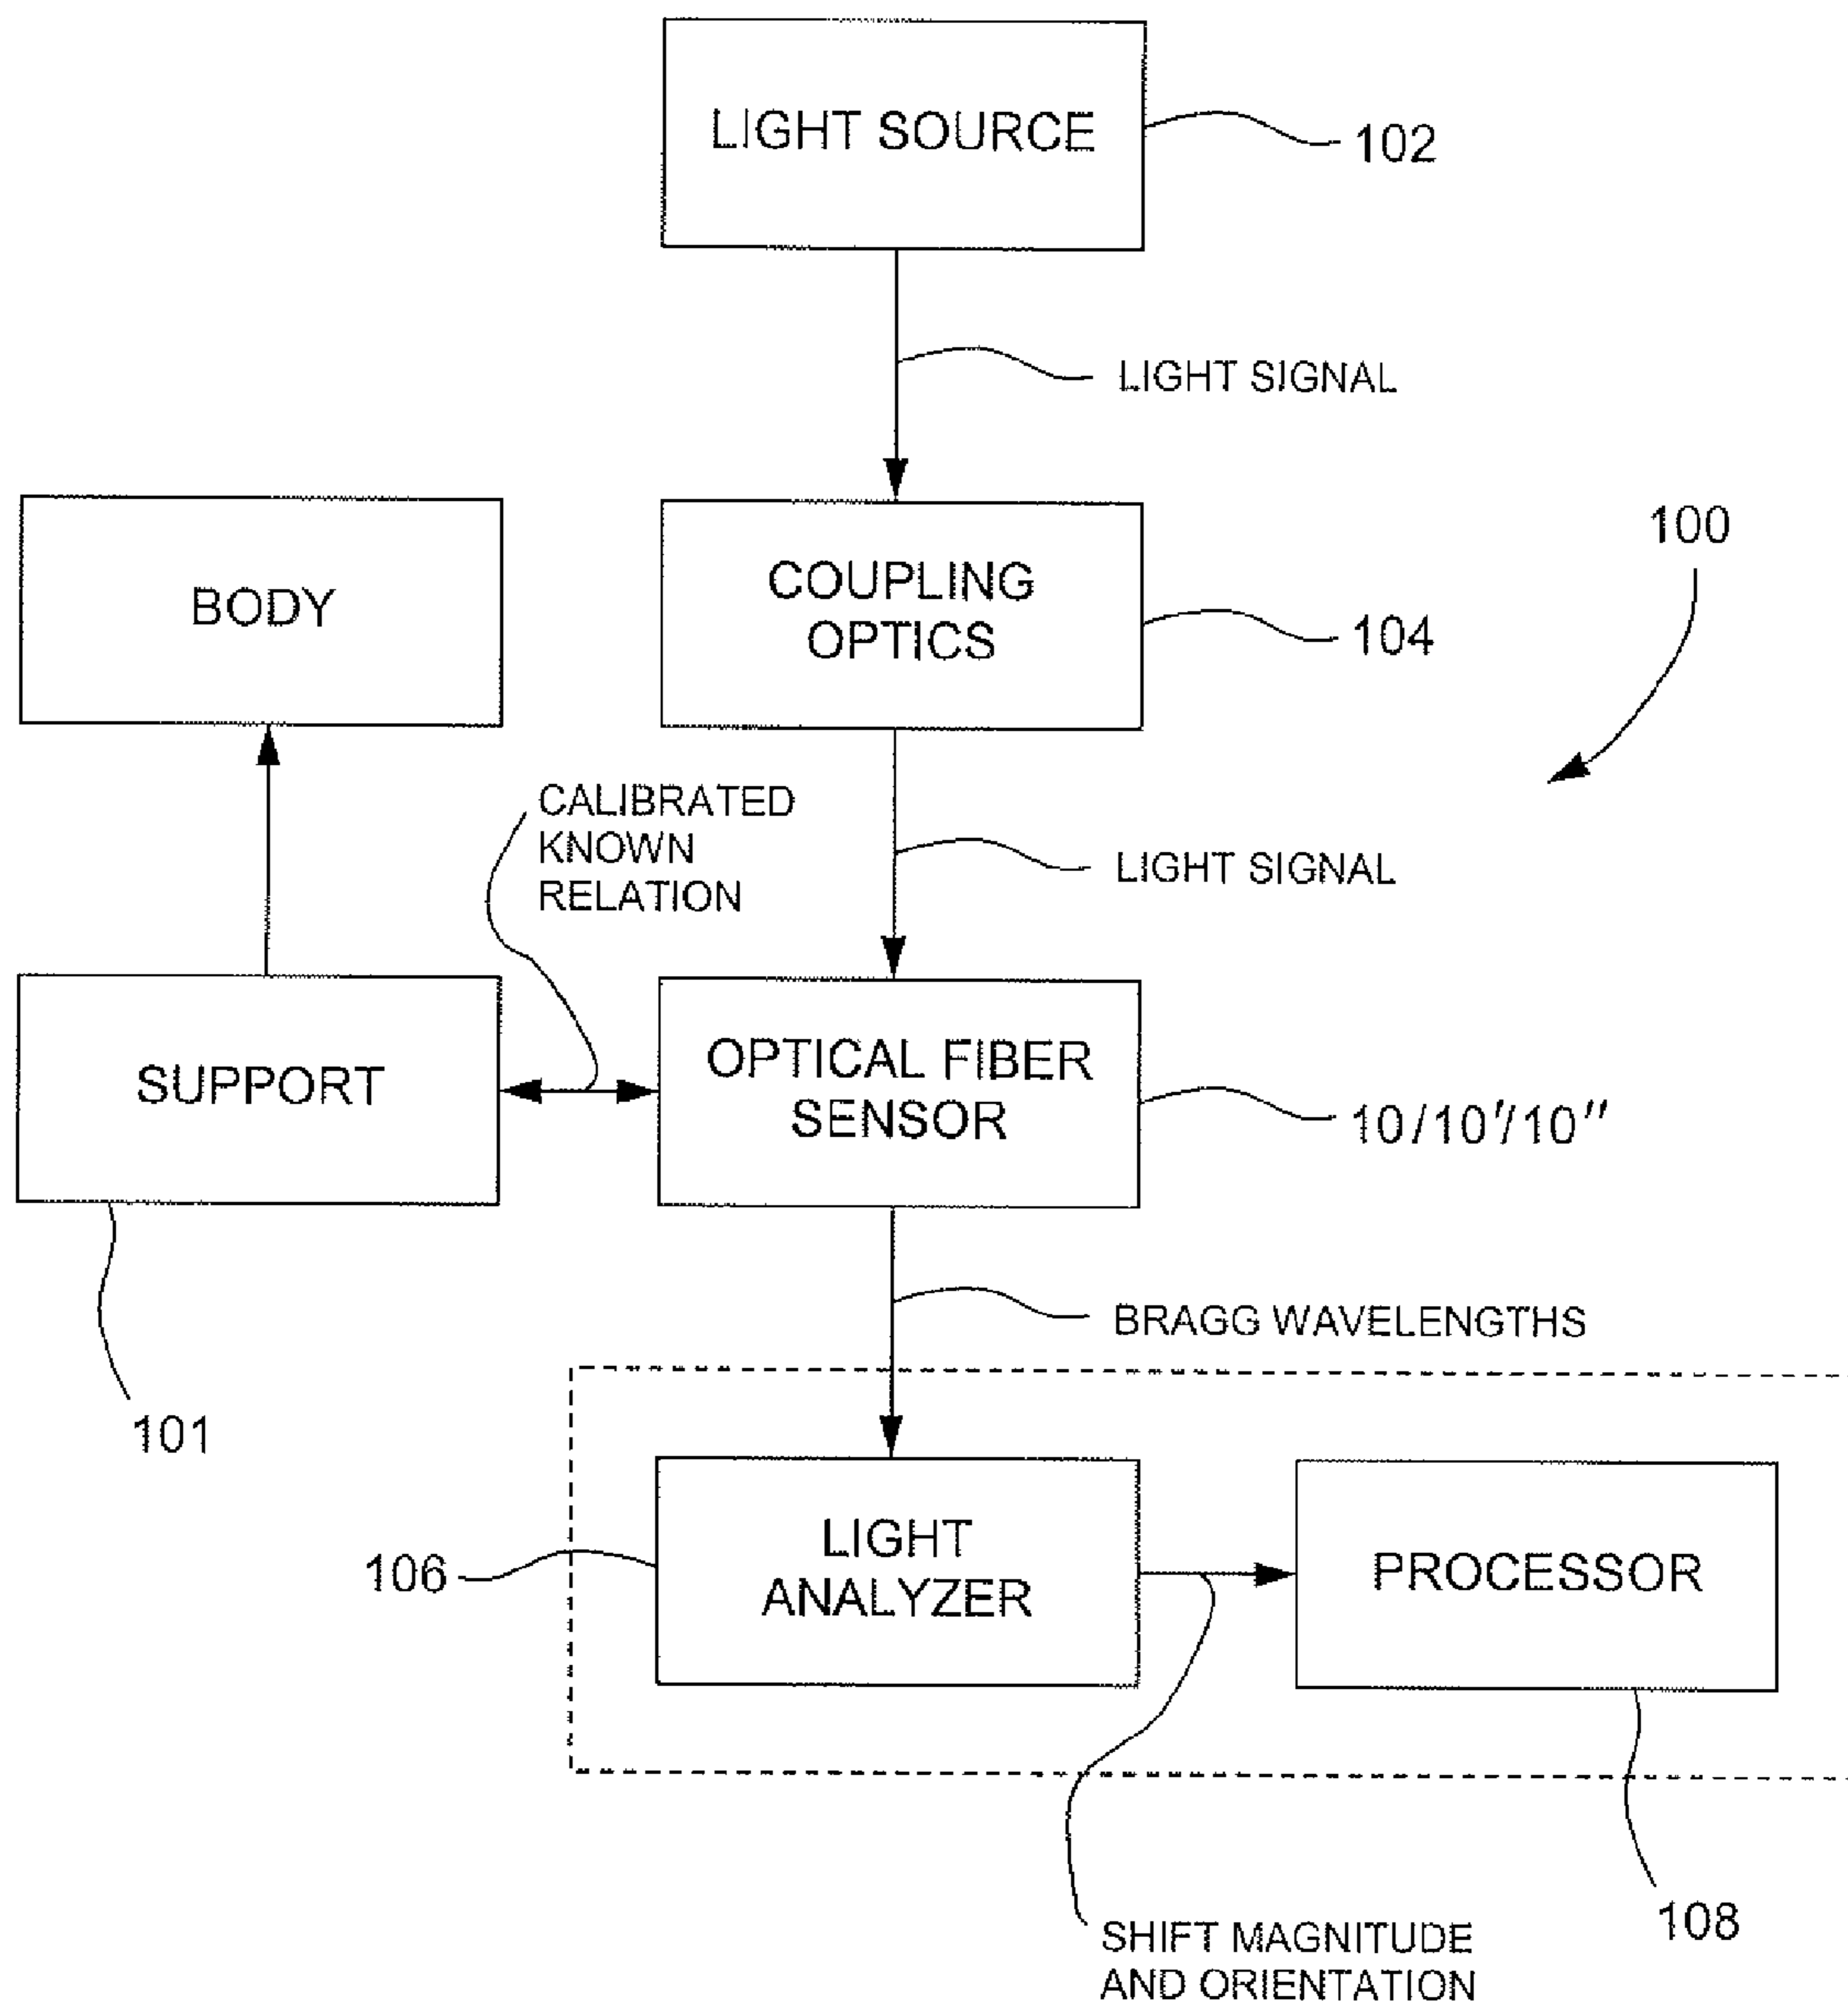 LIGHT SOURCE
102
LIGHT SIGNAL
100
BODY
COUPLING
OPTICS
104
CALIBRATED
KNOWN
RELATION
LIGHT SIGNAL
SUPPORT
OPTICAL FIBER
SENSOR
10/10'/10''
101
BRAGG WAVELENGTHS
106
LIGHT
ANALYZER
PROCESSOR
108
SHIFT MAGNITUDE
AND ORIENTATION